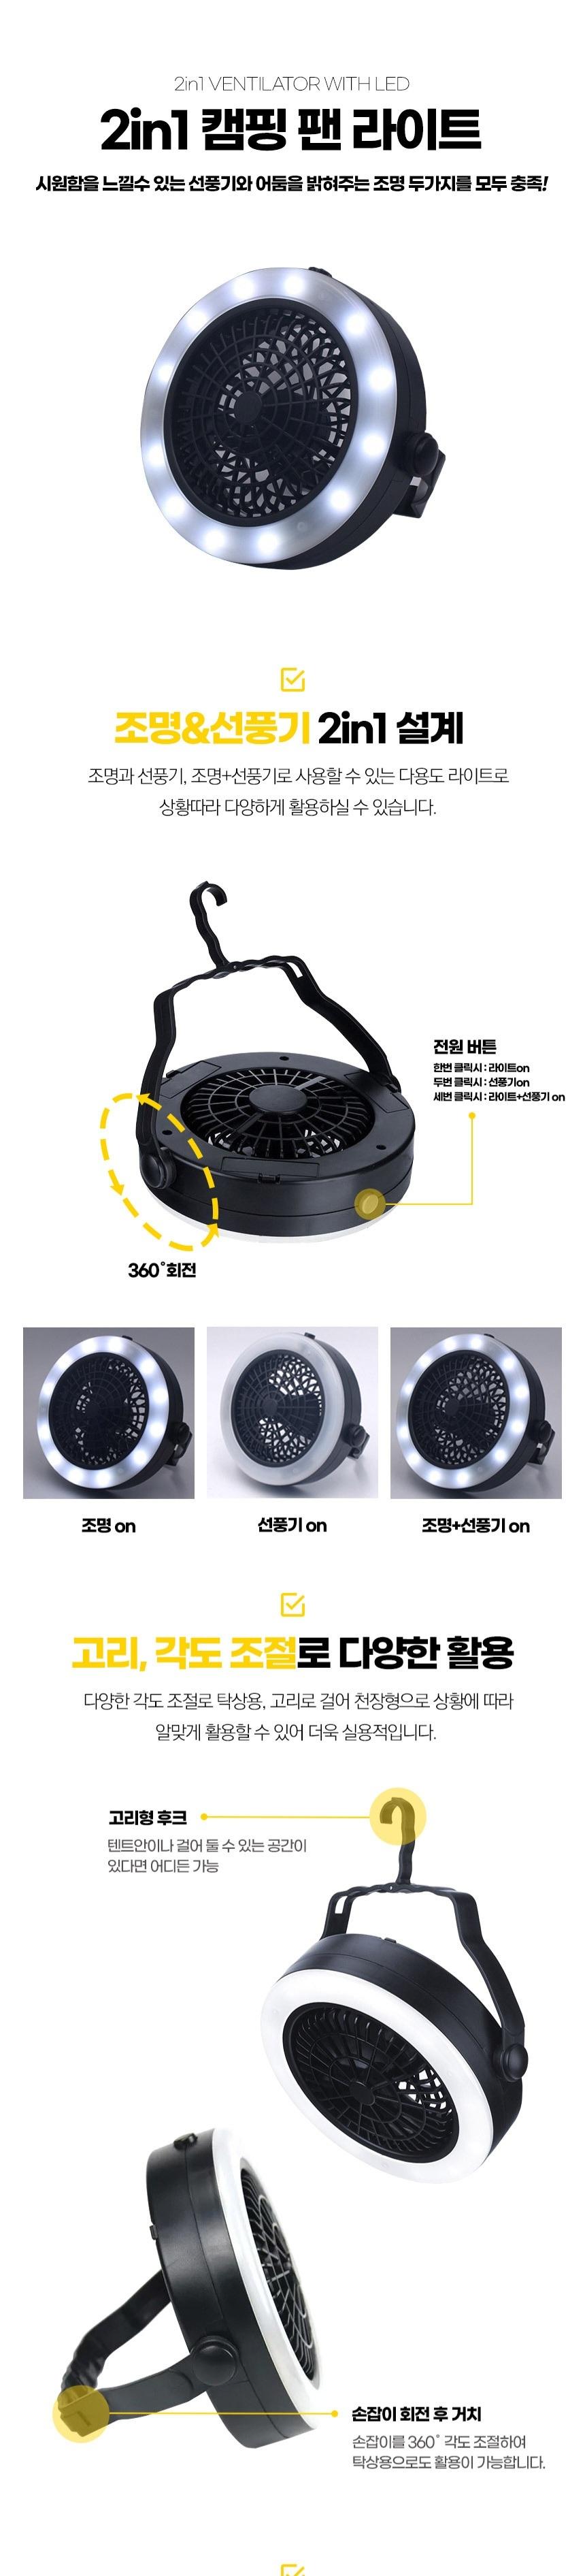 2in1 VENTILATOR WITH LED
2in1 캠핑 팬 라이트
시원함을 느낄수 있는 선풍기와 어둠을 밝혀주는 조명 두가지를 모두 충족!
조명&선풍기 2in1 설계
조명과 선풍기, 조명+선풍기로 사용할 수 있는 다용도 라이트로
상황따라 다양하게 활용하실 수 있습니다.
전원 버튼
한번 클릭시 : 라이트on
두번 클릭시 : 선풍기on
세번 클릭시 : 라이트+선풍기 on
360˚회전
조명 on
선풍기 on
조명+선풍기 on
고리, 각도 조절로 다양한 활용
다양한 각도 조절로 탁상용, 고리로 걸어 천장형으로 상황에 따라
알맞게 활용할 수 있어 더욱 실용적입니다.
고리형 후크
텐트안이나 걸어 둘 수 있는 공간이
있다면 어디든 가능
손잡이 회전 후 거치
손잡이를 360˚ 각도 조절하여
탁상용으로도 활용이 가능합니다.